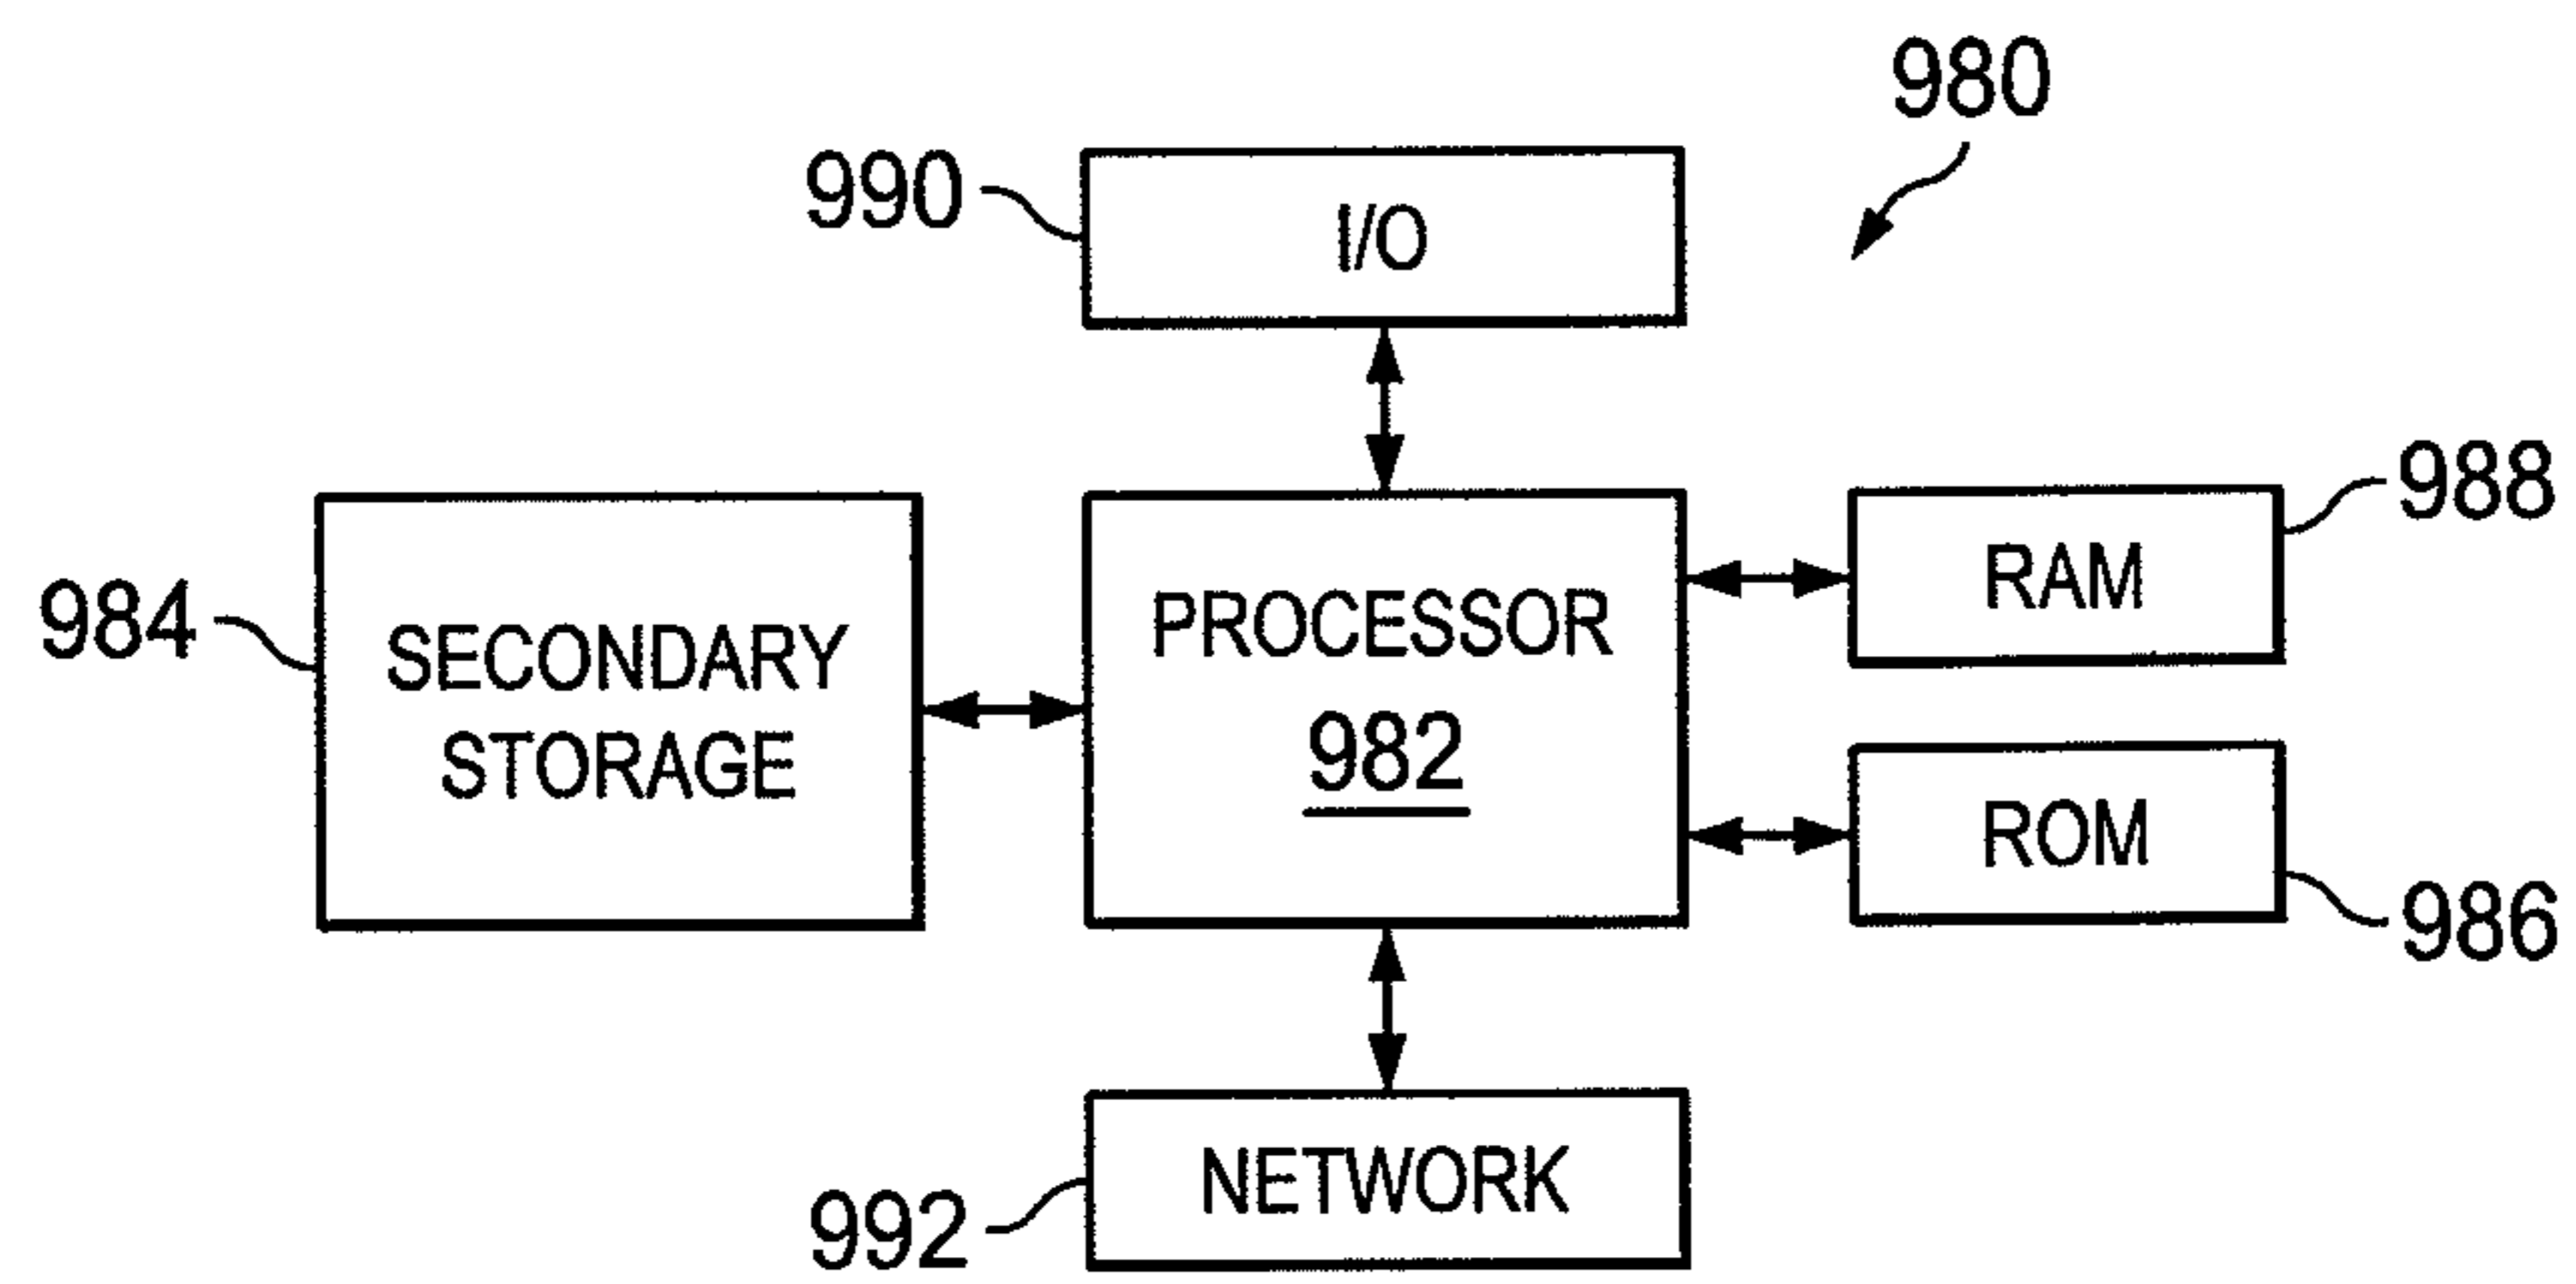 980
990
I/O
988
RAM
984
SECONDARY
STORAGE
PROCESSOR
982
ROM
986
NETWORK
992